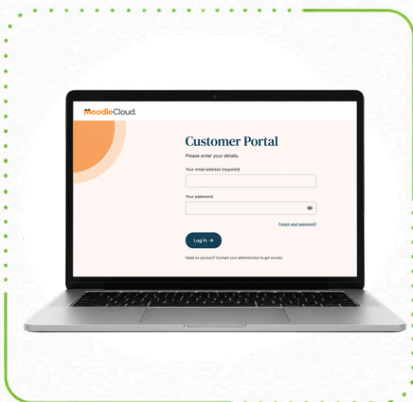 MoodleCloud.
Customer Portal
Please enter your details.
Your email address (required)
Your password
Forgot your password?
Log In →
Need an account? Contact your administrator to get access.